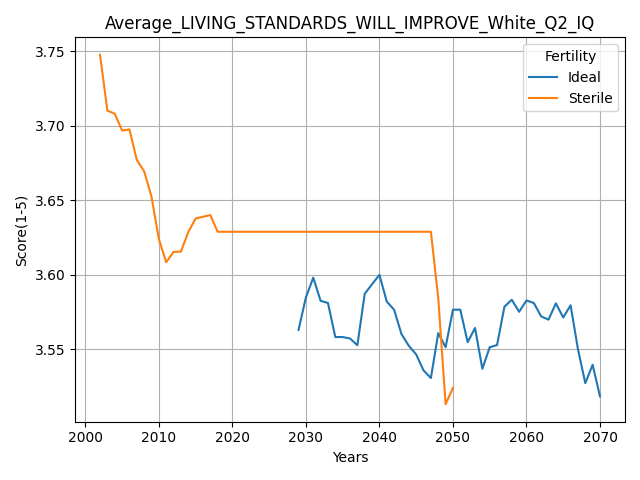 Average_LIVING_STANDARDS_WILL_IMPROVE_White_Q2_IQ
Fertility
Ideal
Sterile
Score(1-5)
3.75
3.70
3.65
3.60
3.55
2000 2010 2020 2030 2040 2050 2060 2070
Years